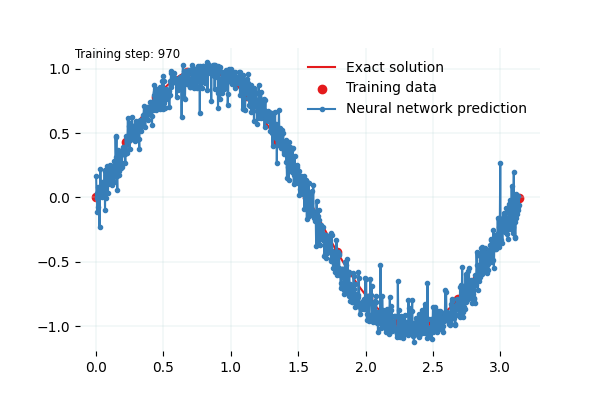 Training step: 970
Exact solution
Training data
Neural network prediction
1.0
0.5
0.0
−0.5
−1.0
0.0 0.5 1.0 1.5 2.0 2.5 3.0